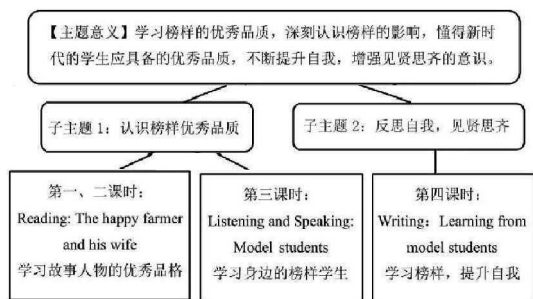 【主题意义】学习榜样的优秀品质，深刻认识榜样的影响，懂得新时
代的学生应具备的优秀品质，不断提升自我，增强见贤思齐的意识。
子主题 1：认识榜样优秀品质
子主题 2：反思自我，见贤思齐
第一、二课时：
Reading: The happy farmer
and his wife
学习故事人物的优秀品格
第三课时：
Listening and Speaking:
Model students
学习身边的榜样学生
第四课时：
Writing：Learning from
model students
学习榜样，提升自我